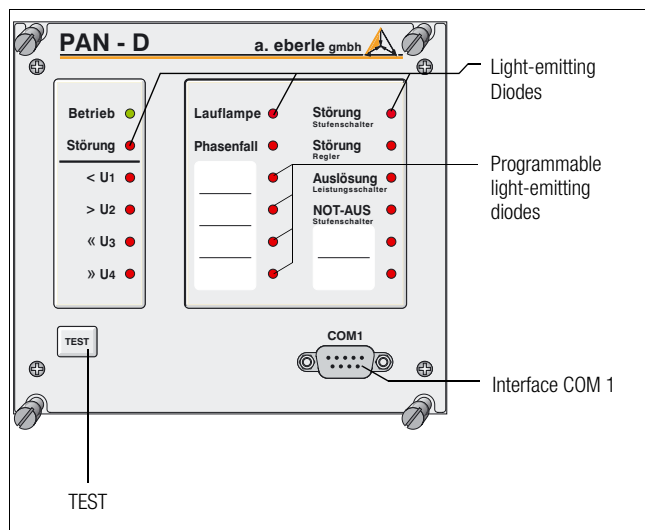 PAN - D
a. eberle gmbh
Betrieb
Störung
< U1
> U2
« U3
» U4
Lauflampe
Phasenfall
Störung
Stufenschalter
Störung
Regler
Auslösung
Leistungsschalter
NOT-AUS
Stufenschalter
TEST
COM1
Light-emitting
Diodes
Programmable
light-emitting
diodes
Interface COM 1
TEST